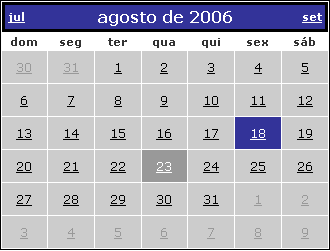 jul agosto de 2006 set
dom seg ter qua qui sex sáb
30 31 1 2 3 4 5
6 7 8 9 10 11 12
13 14 15 16 17 18 19
20 21 22 23 24 25 26
27 28 29 30 31 1 2
3 4 5 6 7 8 9